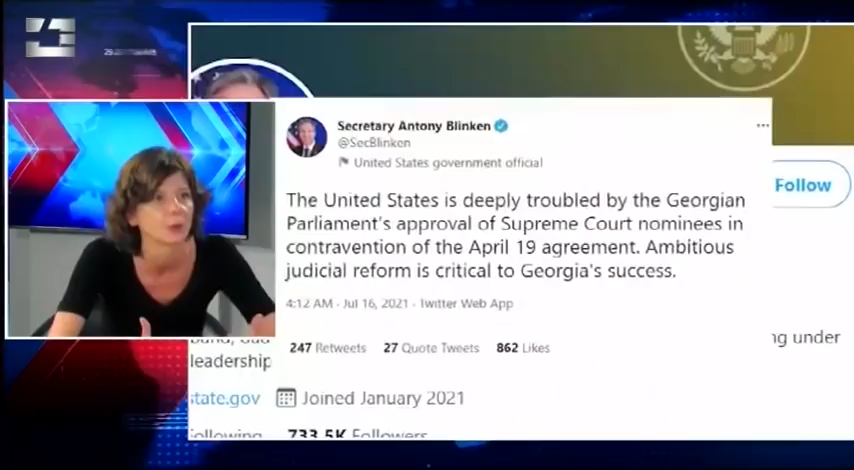 Secretary Antony Blinken
@SecBlinken
United States government official
The United States is deeply troubled by the Georgian
Parliament's approval of Supreme Court nominees in
contravention of the April 19 agreement. Ambitious
judicial reform is critical to Georgia's success.
4:12 AM · Jul 16, 2021 · Twitter Web App
247 Retweets 27 Quote Tweets 862 Likes
Follow
ng under
leadership
state.gov
Joined January 2021
ollowing 733.5K Followers